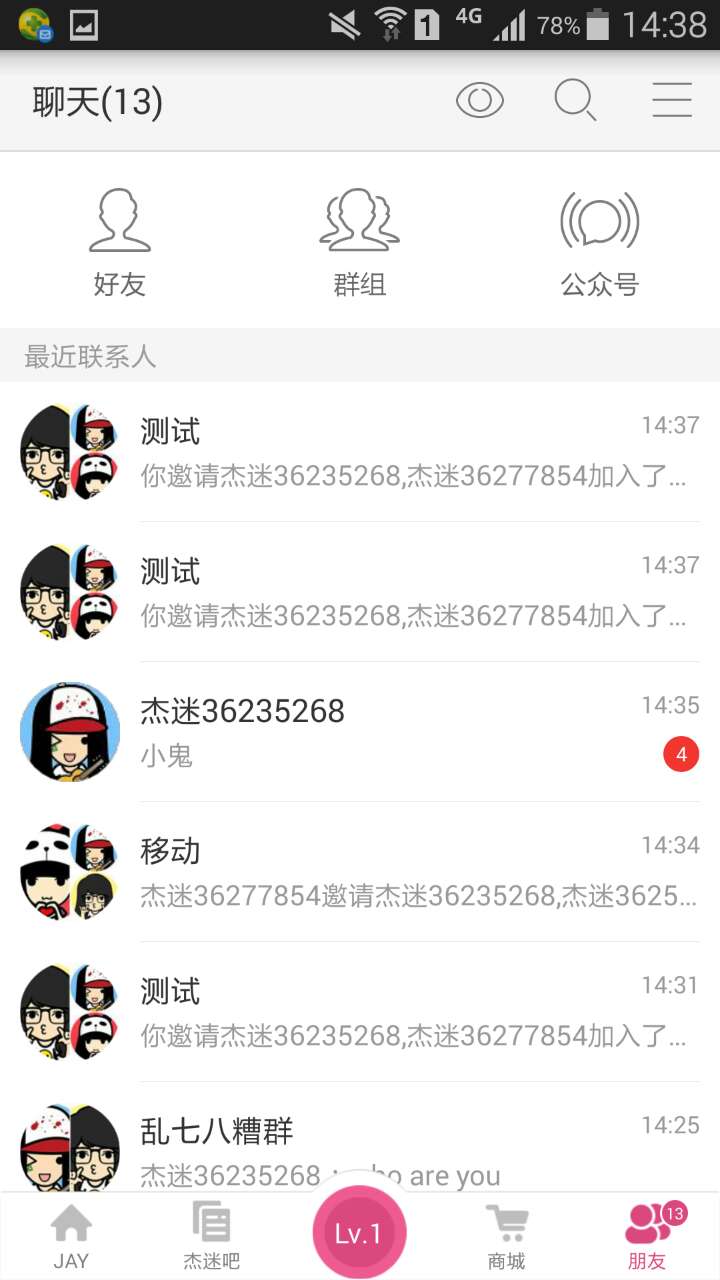 1 4G 78% 14:38
聊天(13)
好友 群组 公众号
最近联系人
测试 14:37
你邀请杰迷36235268,杰迷36277854加入了...
测试 14:37
你邀请杰迷36235268,杰迷36277854加入了...
杰迷36235268 14:35
小鬼 4
移动 14:34
杰迷36277854邀请杰迷36235268,杰迷3625...
测试 14:31
你邀请杰迷36235268,杰迷36277854加入了...
乱七八糟群 14:25
杰迷36235268 : who are you
JAY 杰迷吧 Lv.1 商城 朋友 13